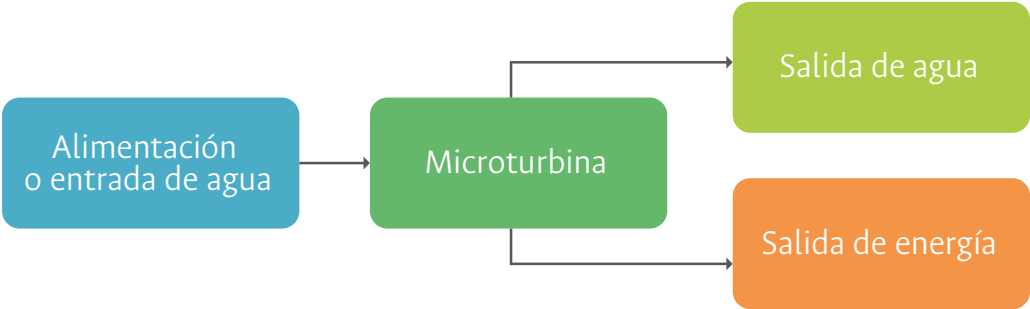 Alimentación
o entrada de agua
Microturbina
Salida de agua
Salida de energía